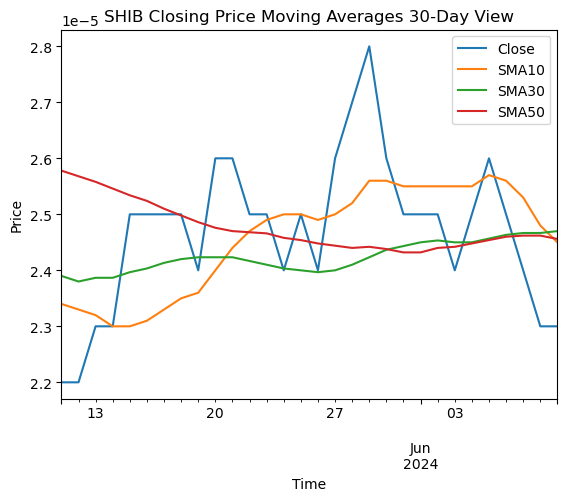 SHIB Closing Price Moving Averages 30-Day View
1e−5
Close
SMA10
SMA30
SMA50
2.8
2.7
2.6
2.5
2.4
2.3
2.2
Price
13
20
27
03
Jun
2024
Time